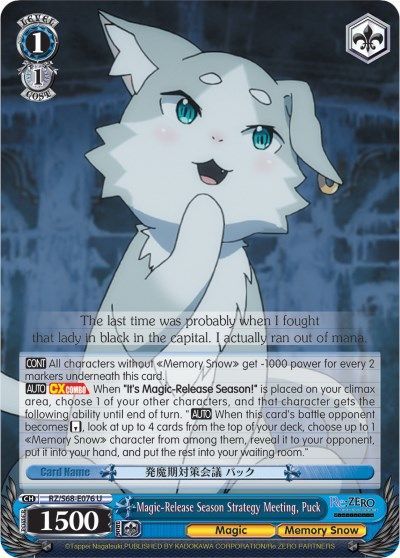 LEVEL
1
1
COST
The last time was probably when I fought
that lady in black in the capital. I actually ran out of mana.
CONT All characters without «Memory Snow» get -1000 power for every 2
markers underneath this card.
AUTO CX COMBO When "It's Magic-Release Season!" is placed on your climax
area, choose 1 of your other characters, and that character gets the
following ability until end of turn. "AUTO When this card's battle opponent
becomes [ ], look at up to 4 cards from the top of your deck, choose up to 1
«Memory Snow» character from among them, reveal it to your opponent,
put it into your hand, and put the rest into your waiting room."
Card Name 発魔期対策会議 パック
CH RZ/S68-E076 U
Magic-Release Season Strategy Meeting, Puck
Re:ZERO
POWER 1500 SOUL
Magic Memory Snow
©Tappei Nagatsuki,PUBLISHED BY KADOKAWA CORPORATION/Re:ZERO PARTNERS